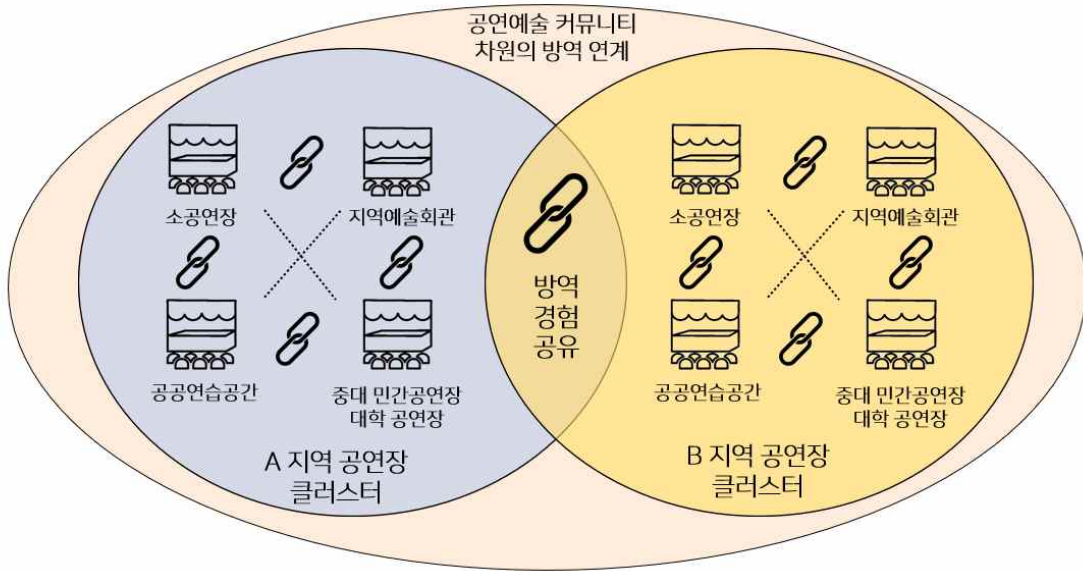 공연예술 커뮤니티
차원의 방역 연계
소공연장
지역예술회관
공공연습공간
중대 민간공연장
대학 공연장
A 지역 공연장
클러스터
방역
경험
공유
소공연장
지역예술회관
공공연습공간
중대 민간공연장
대학 공연장
B 지역 공연장
클러스터